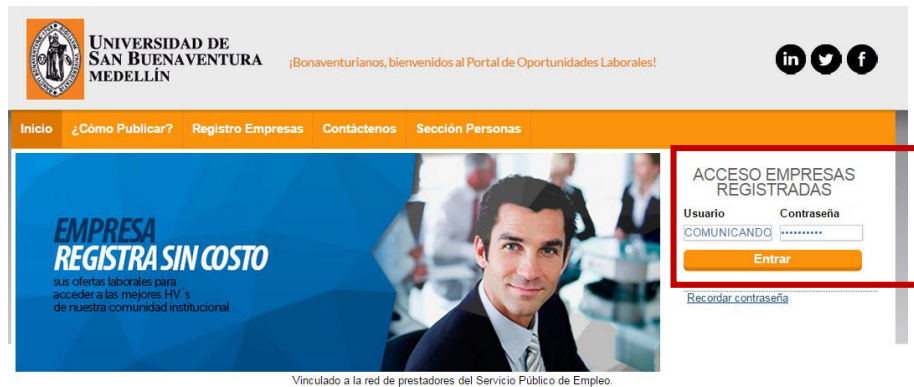 UNIVERSIDAD DE
SAN BUENAVENTURA
MEDELLÍN
¡Bonaventurianos, bienvenidos al Portal de Oportunidades Laborales!
in f
Inicio ¿Cómo Publicar? Registro Empresas Contáctenos Sección Personas
EMPRESA
REGISTRA SIN COSTO
sus ofertas laborales para
acceder a las mejores HV´s
de nuestra comunidad institucional
ACCESO EMPRESAS
REGISTRADAS
Usuario Contraseña
COMUNICANDO ••••••••••
Entrar
Recordar contraseña
Vinculado a la red de prestadores del Servicio Público de Empleo.